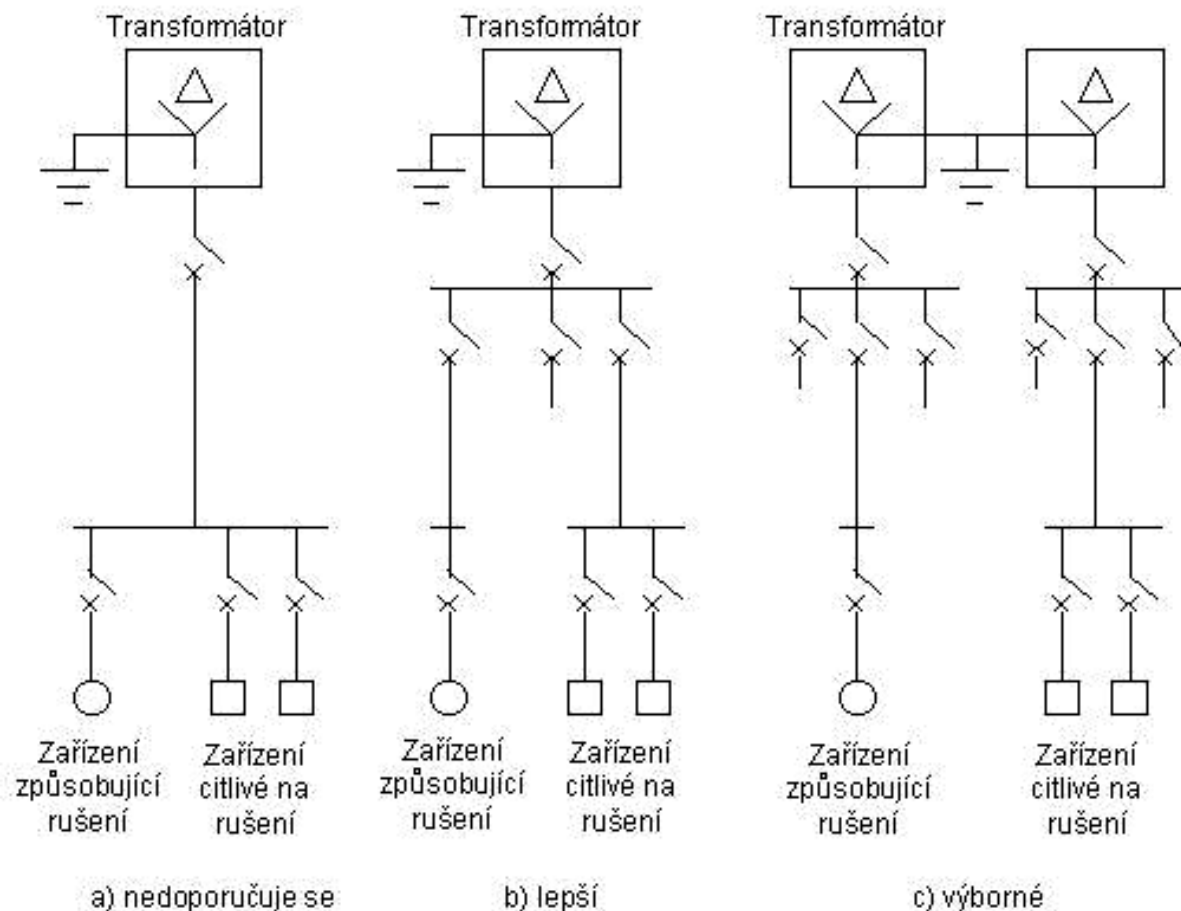 Transformátor
Transformátor
Transformátor
Zařízení
způsobující
rušení
Zařízení
citlivé na
rušení
Zařízení
způsobující
rušení
Zařízení
citlivé na
rušení
Zařízení
způsobující
rušení
Zařízení
citlivé na
rušení
a) nedoporučuje se
b) lepší
c) výborné